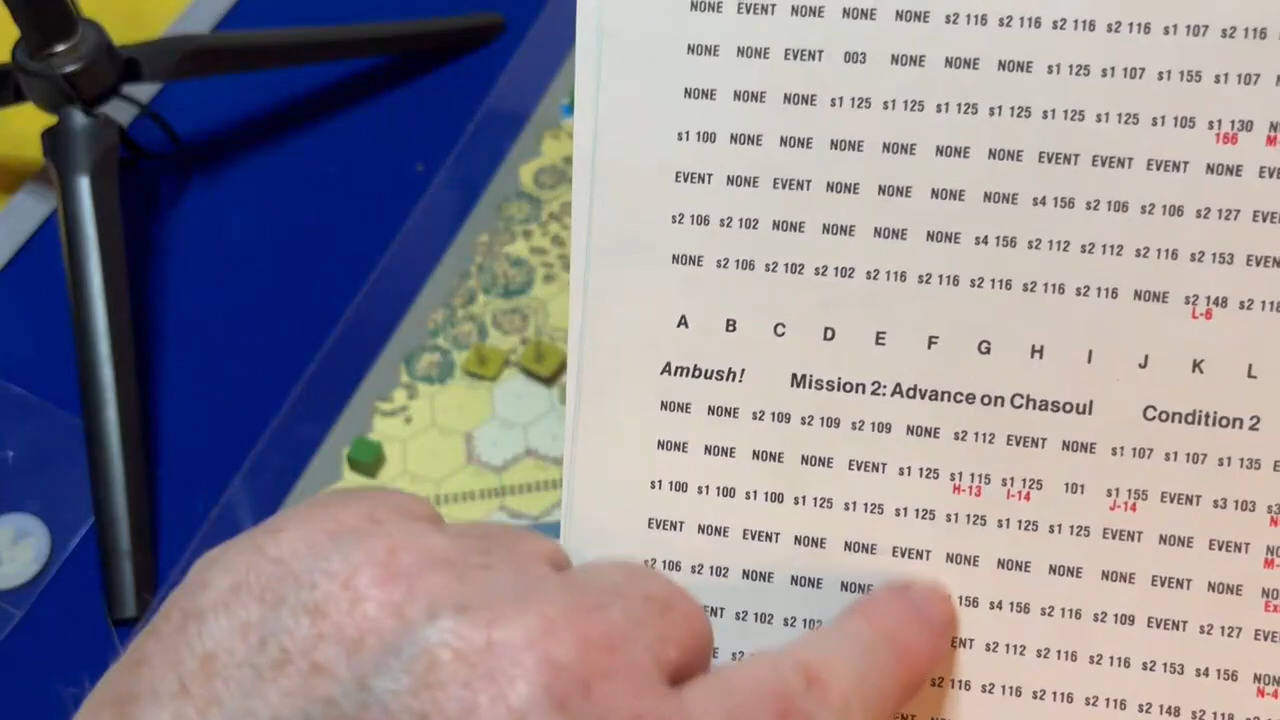 NONE EVENT NONE NONE NONE s2 116 s2 116 s2 116 s2 116 s1 107 s2 116
NONE NONE EVENT 003 NONE NONE NONE s1 125 s1 107 s1 155 s1 107
NONE NONE NONE s1 125 s1 125 s1 125 s1 125 s1 125 s1 105 s1 130
166
s1 100 NONE NONE NONE NONE NONE NONE EVENT EVENT EVENT NONE
EVENT NONE EVENT NONE NONE NONE NONE s4 156 s2 106 s2 106 s2 127
s2 106 s2 102 NONE NONE NONE NONE s4 156 s2 112 s2 112 s2 116 s2 153
NONE s2 106 s2 102 s2 102 s2 116 s2 116 s2 116 s2 116 s2 116 NONE s2 148 s2 118
L-6
A B C D E F G H I J K L
Ambush! Mission 2: Advance on Chasoul Condition 2
NONE NONE s2 109 s2 109 s2 109 NONE s2 112 EVENT NONE s1 107 s1 107 s1 135
NONE NONE NONE NONE EVENT s1 125 s1 115 s1 125 101 s1 155 EVENT s3 103
H-13 I-14 J-14
s1 100 s1 100 s1 100 s1 125 s1 125 s1 125 s1 125 s1 125 s1 125 EVENT NONE EVENT
EVENT NONE EVENT NONE NONE EVENT NONE NONE NONE NONE EVENT NONE
s2 106 s2 102 NONE NONE NONE 156 s4 156 s2 116 s2 109 EVENT s2 127
s2 102 s2 102 s2 112 s2 116 s2 116 s2 153 s4 156
N-4
s2 116 s2 116 s2 116 s2 116 s2 148 s2 118